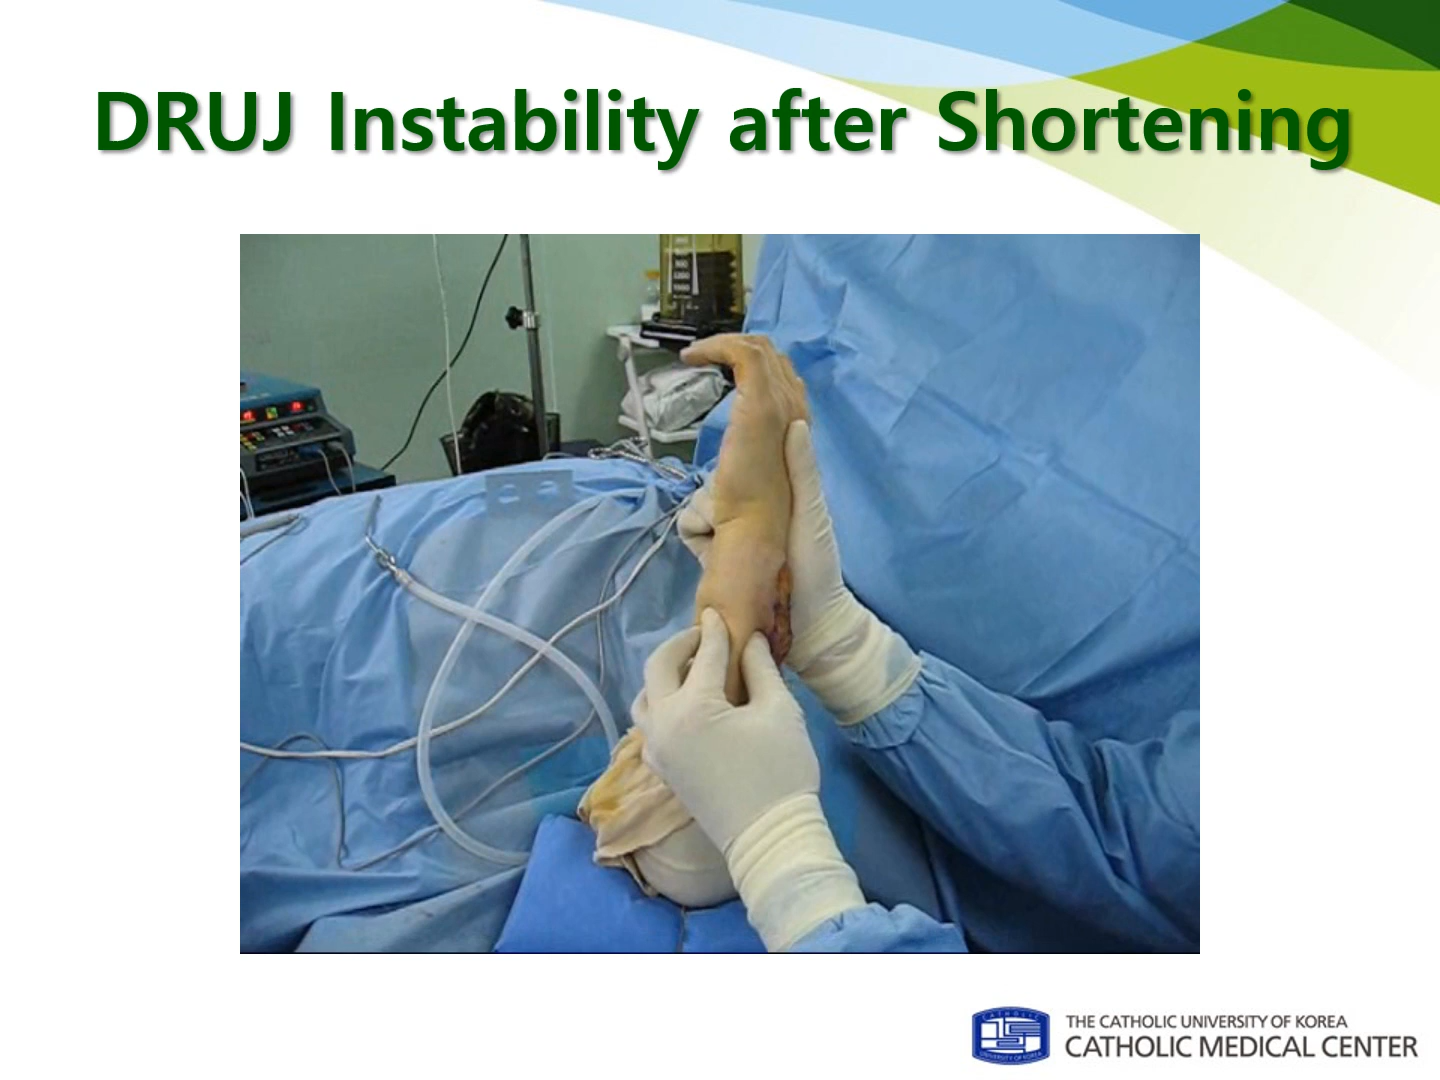 DRUJ Instability after Shortening
THE CATHOLIC UNIVERSITY OF KOREA
CATHOLIC MEDICAL CENTER